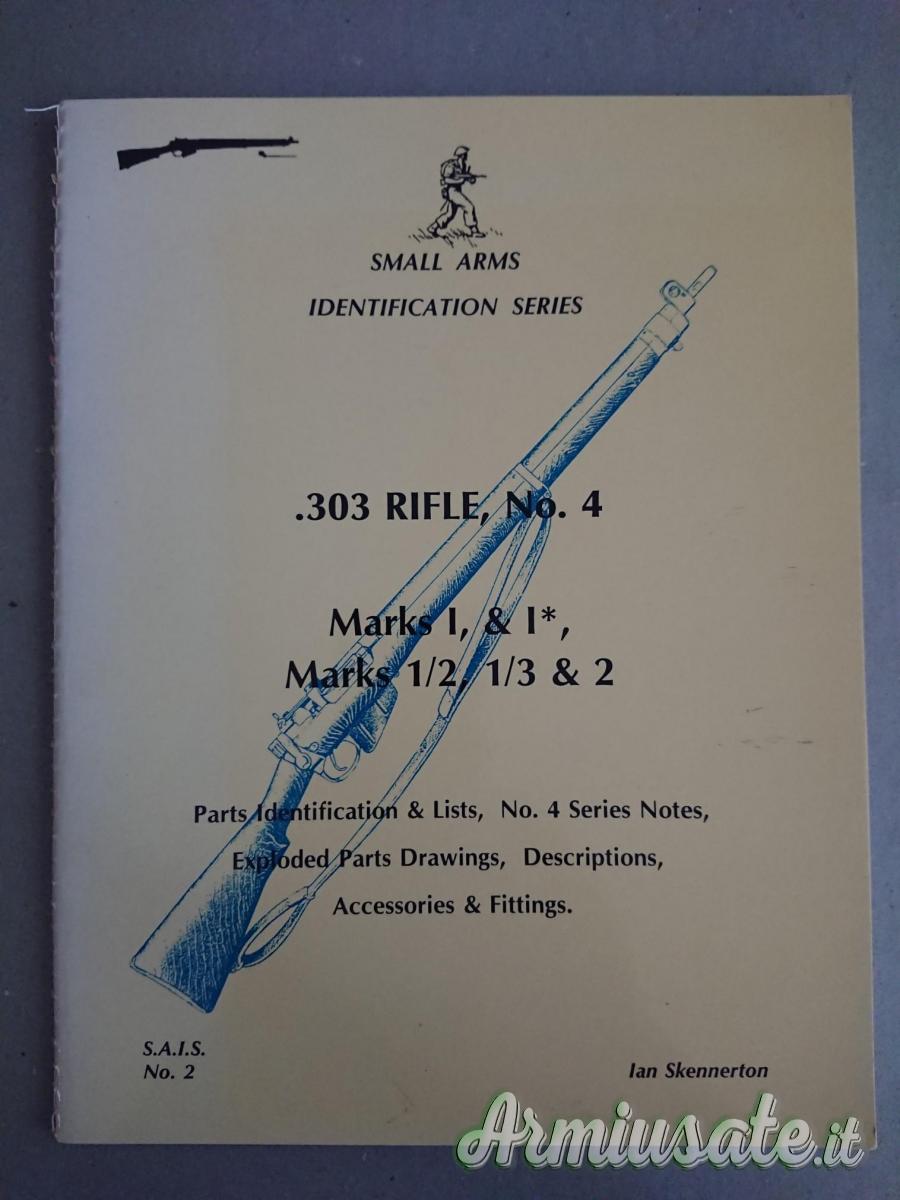 SMALL ARMS
IDENTIFICATION SERIES
.303 RIFLE, No. 4
Marks I, & I*,
Marks 1/2, 1/3 & 2
Parts Identification & Lists, No. 4 Series Notes,
Exploded Parts Drawings, Descriptions,
Accessories & Fittings.
S.A.I.S.
No. 2
Ian Skennerton
Armiusate.it